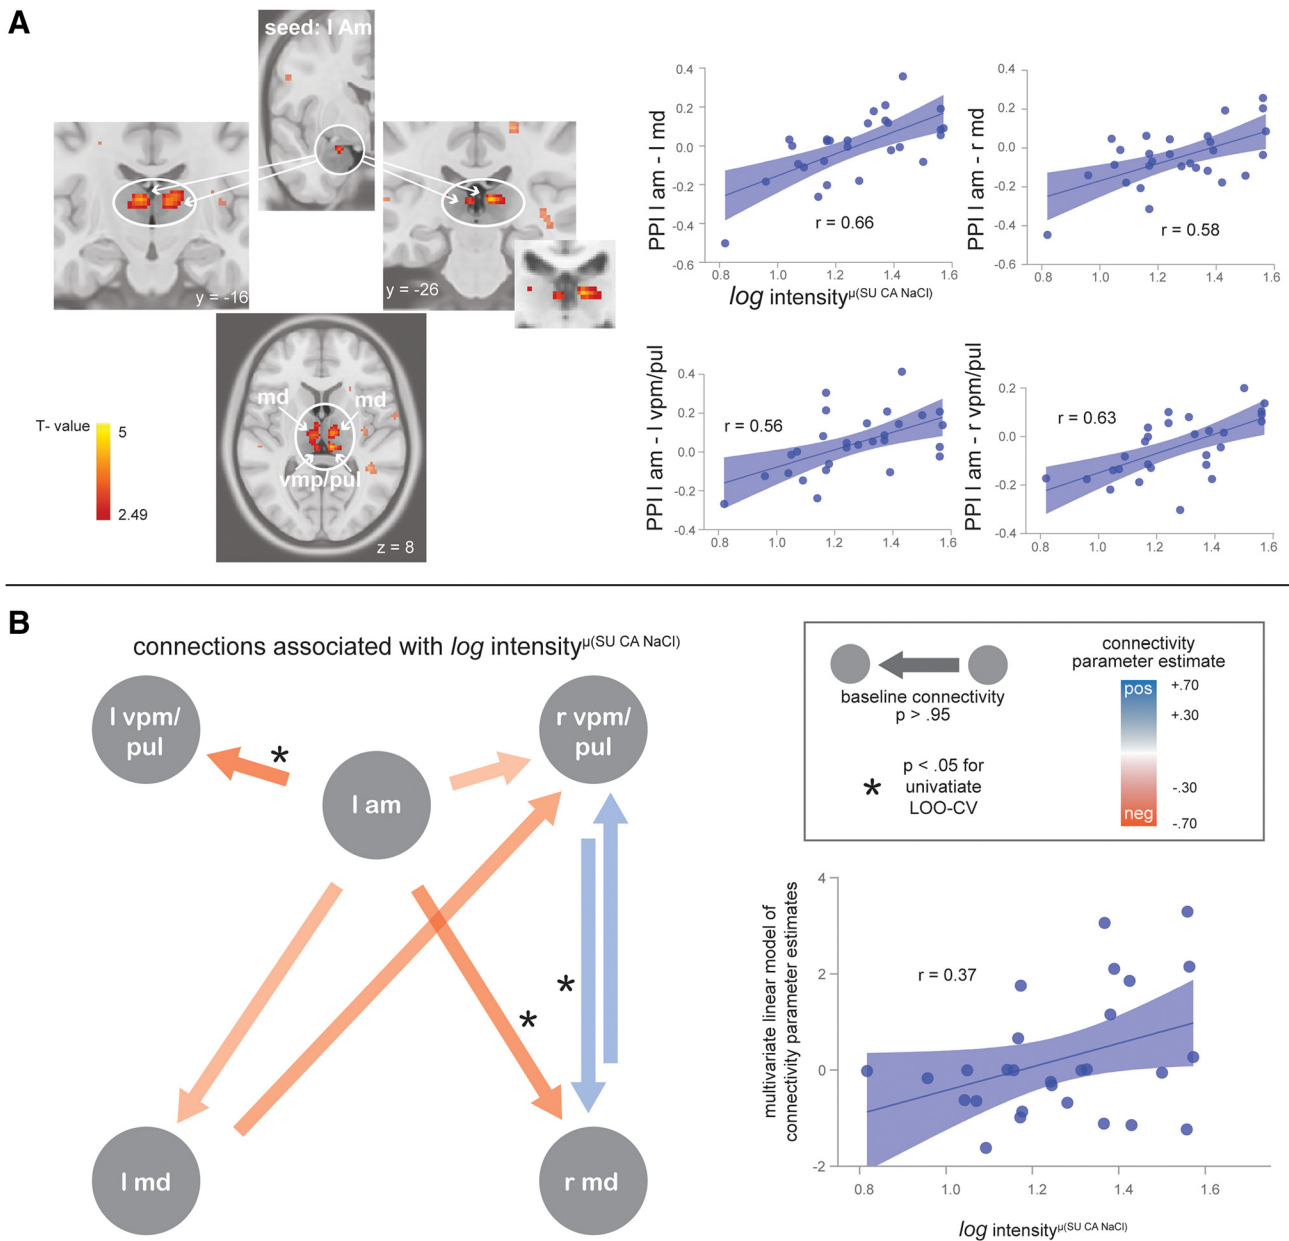 A
seed: I Am
y = -16
y = -26
md
md
vmp/pul
z = 8
T- value
5
2.49
PPI I am - l md
0.4
0.2
0.0
-0.2
-0.4
-0.6
r = 0.66
0.8
1.0
1.2
1.4
1.6
log intensity^μ(SU CA NaCl)
PPI I am - r md
0.4
0.2
0.0
-0.2
-0.4
-0.6
r = 0.58
0.8
1.0
1.2
1.4
1.6
PPI I am - l vpm/pul
0.4
0.2
0.0
-0.2
-0.4
r = 0.56
0.8
1.0
1.2
1.4
1.6
PPI I am - r vpm/pul
0.2
0.0
-0.2
-0.4
r = 0.63
0.8
1.0
1.2
1.4
1.6
B
connections associated with log intensity^μ(SU CA NaCl)
l vpm/
pul
r vpm/
pul
*
I am
*
*
l md
r md
baseline connectivity
p > .95
*
p < .05 for
univatiate
LOO-CV
connectivity
parameter estimate
pos
neg
+.70
+.30
-.30
-.70
multivariate linear model of
connectivity parameter estimates
4
2
0
-2
r = 0.37
0.8
1.0
1.2
1.4
1.6
log intensity^μ(SU CA NaCl)